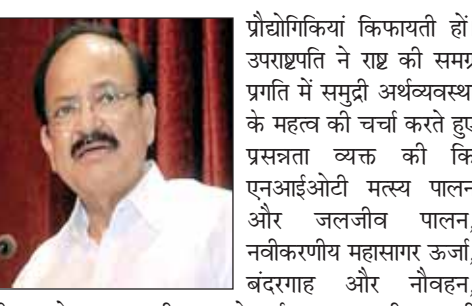 प्रौद्योगिकियां किफायती हों
उपराष्ट्रपति ने राष्ट्र की समग्र
प्रगति में समुद्री अर्थव्यवस्थ
के महत्व की चर्चा करते हुए
प्रसन्नता व्यक्त की कि
एनआईओटी मत्स्य पालन
और जलजीव पालन,
नवीकरणीय महासागर ऊर्जा,
बंदरगाह और नौवहन,